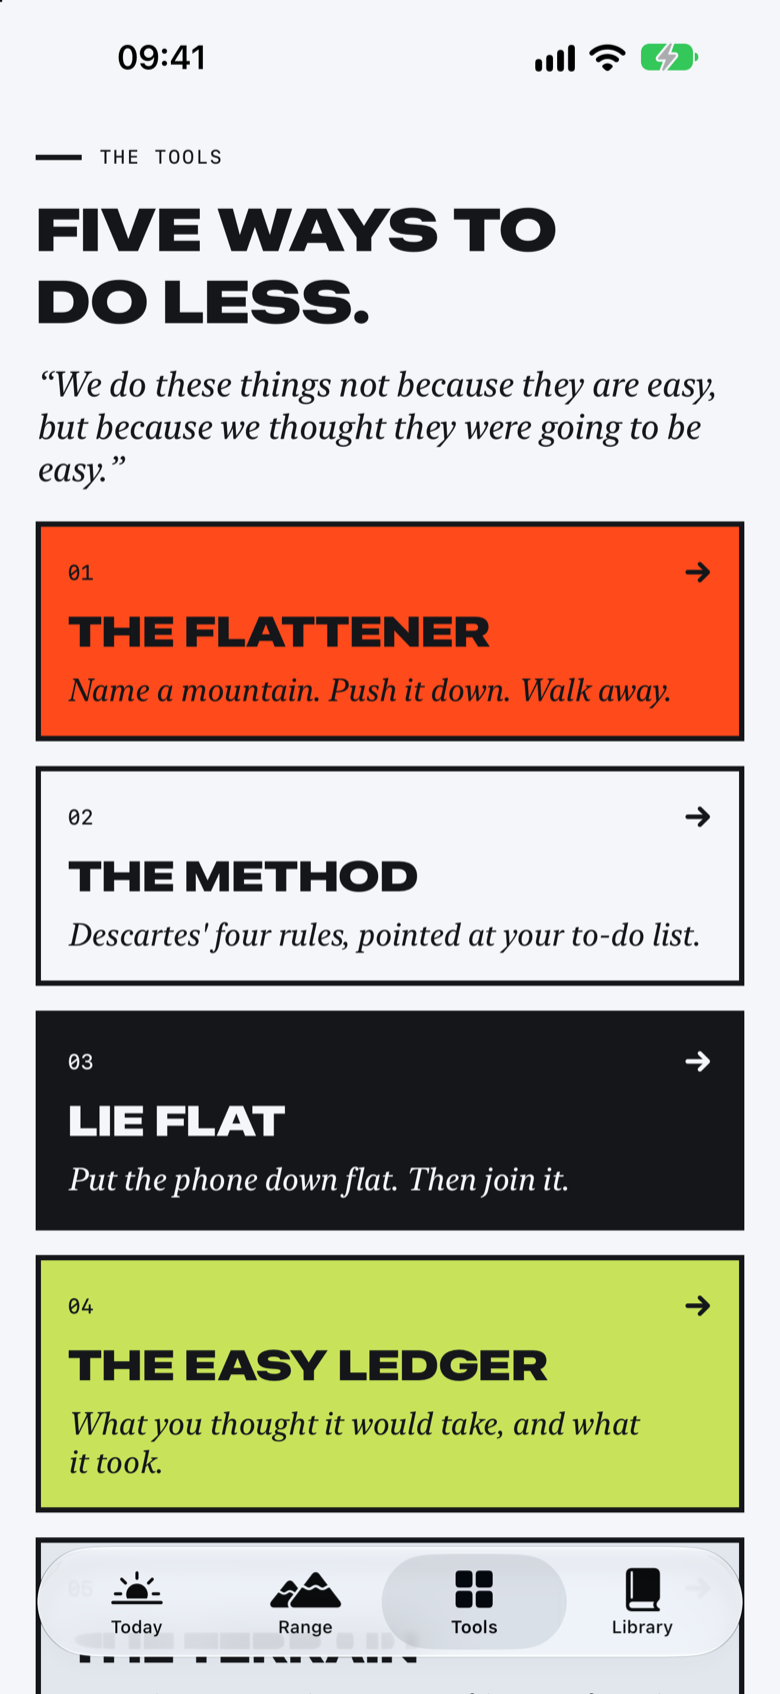 09:41
THE TOOLS
FIVE WAYS TO
DO LESS.
“We do these things not because they are easy,
but because we thought they were going to be
easy.”
01
THE FLATTENER
Name a mountain. Push it down. Walk away.
02
THE METHOD
Descartes' four rules, pointed at your to-do list.
03
LIE FLAT
Put the phone down flat. Then join it.
04
THE EASY LEDGER
What you thought it would take, and what
it took.
05
THE TERRAIN
Today
Range
Tools
Library